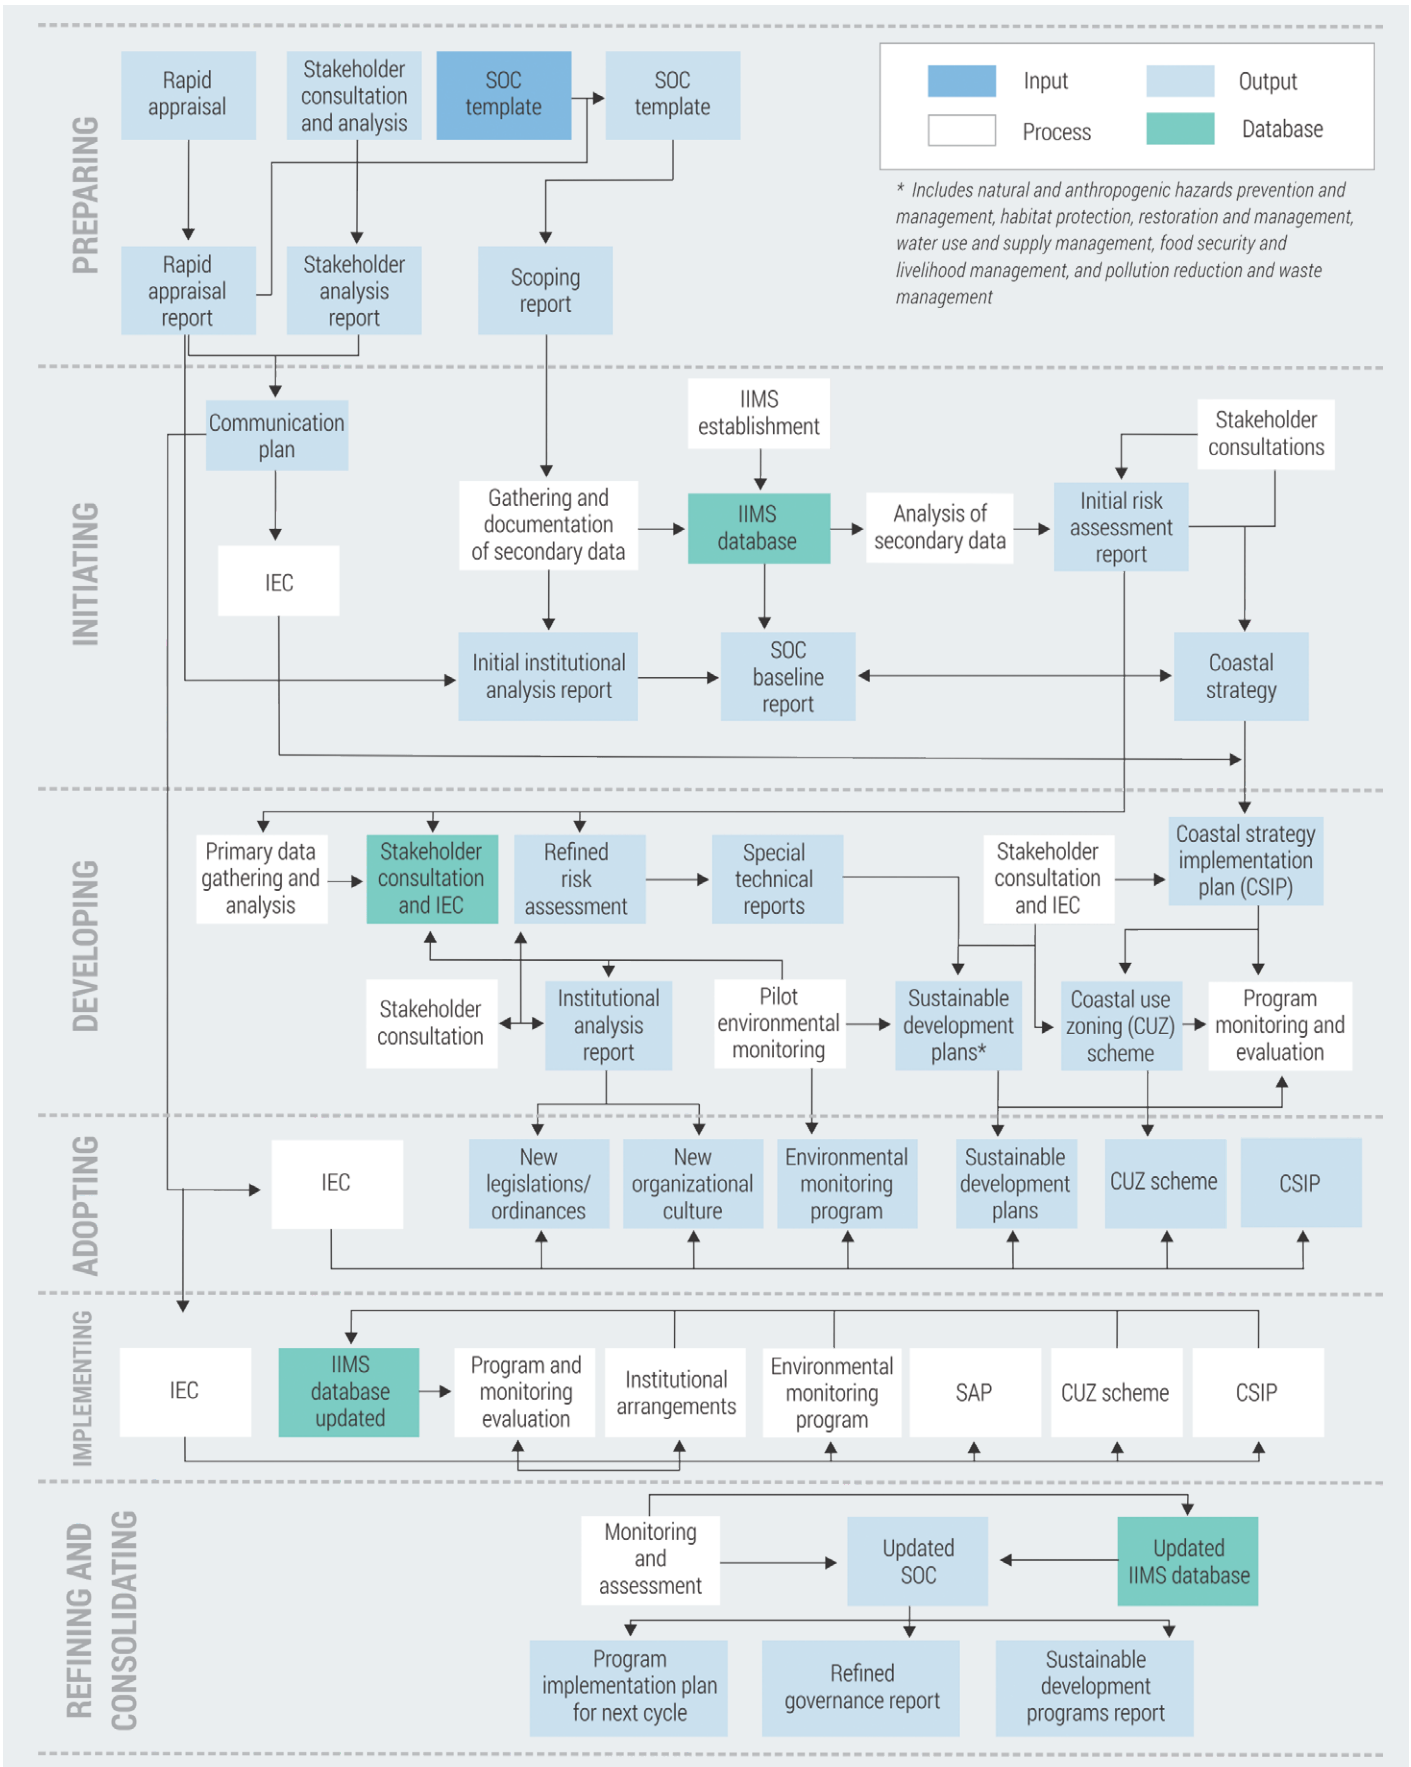 PREPARING
Rapid
appraisal
Stakeholder
consultation
and analysis
SOC
template
SOC
template
Input
Output
Process
Database
* Includes natural and anthropogenic hazards prevention and
management, habitat protection, restoration and management,
water use and supply management, food security and
livelihood management, and pollution reduction and waste
management
Rapid
appraisal
report
Stakeholder
analysis
report
Scoping
report
INITIATING
Communication
plan
IIMS
establishment
Stakeholder
consultations
Gathering and
documentation
of secondary data
IIMS
database
Analysis of
secondary data
Initial risk
assessment
report
IEC
Initial institutional
analysis report
SOC
baseline
report
Coastal
strategy
DEVELOPING
Primary data
gathering and
analysis
Stakeholder
consultation
and IEC
Refined
risk
assessment
Special
technical
reports
Stakeholder
consultation
and IEC
Coastal strategy
implementation
plan (CSIP)
Stakeholder
consultation
Institutional
analysis
report
Pilot
environmental
monitoring
Sustainable
development
plans*
Coastal use
zoning (CUZ)
scheme
Program
monitoring and
evaluation
ADOPTING
IEC
New
legislations/
ordinances
New
organizational
culture
Environmental
monitoring
program
Sustainable
development
plans
CUZ scheme
CSIP
IMPLEMENTING
IEC
IIMS
database
updated
Program and
monitoring
evaluation
Institutional
arrangements
Environmental
monitoring
program
SAP
CUZ scheme
CSIP
REFINING AND
CONSOLIDATING
Monitoring
and
assessment
Updated
SOC
Updated
IIMS database
Program
implementation plan
for next cycle
Refined
governance report
Sustainable
development
programs report